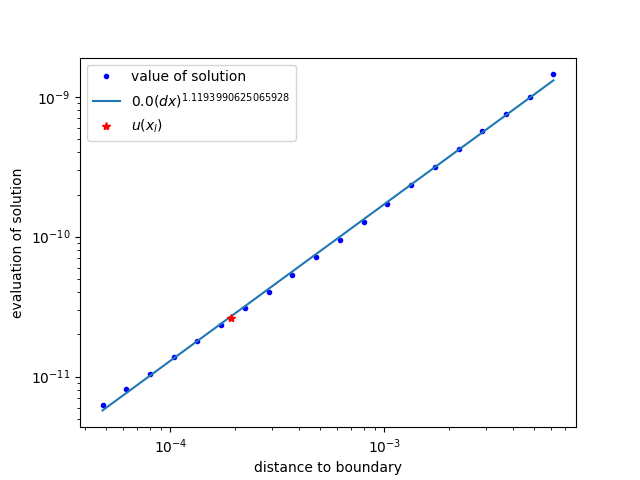 value of solution
0.0(dx)^1.1193990625065928
u(x_l)
10^-9
10^-10
10^-11
evaluation of solution
10^-4
10^-3
distance to boundary